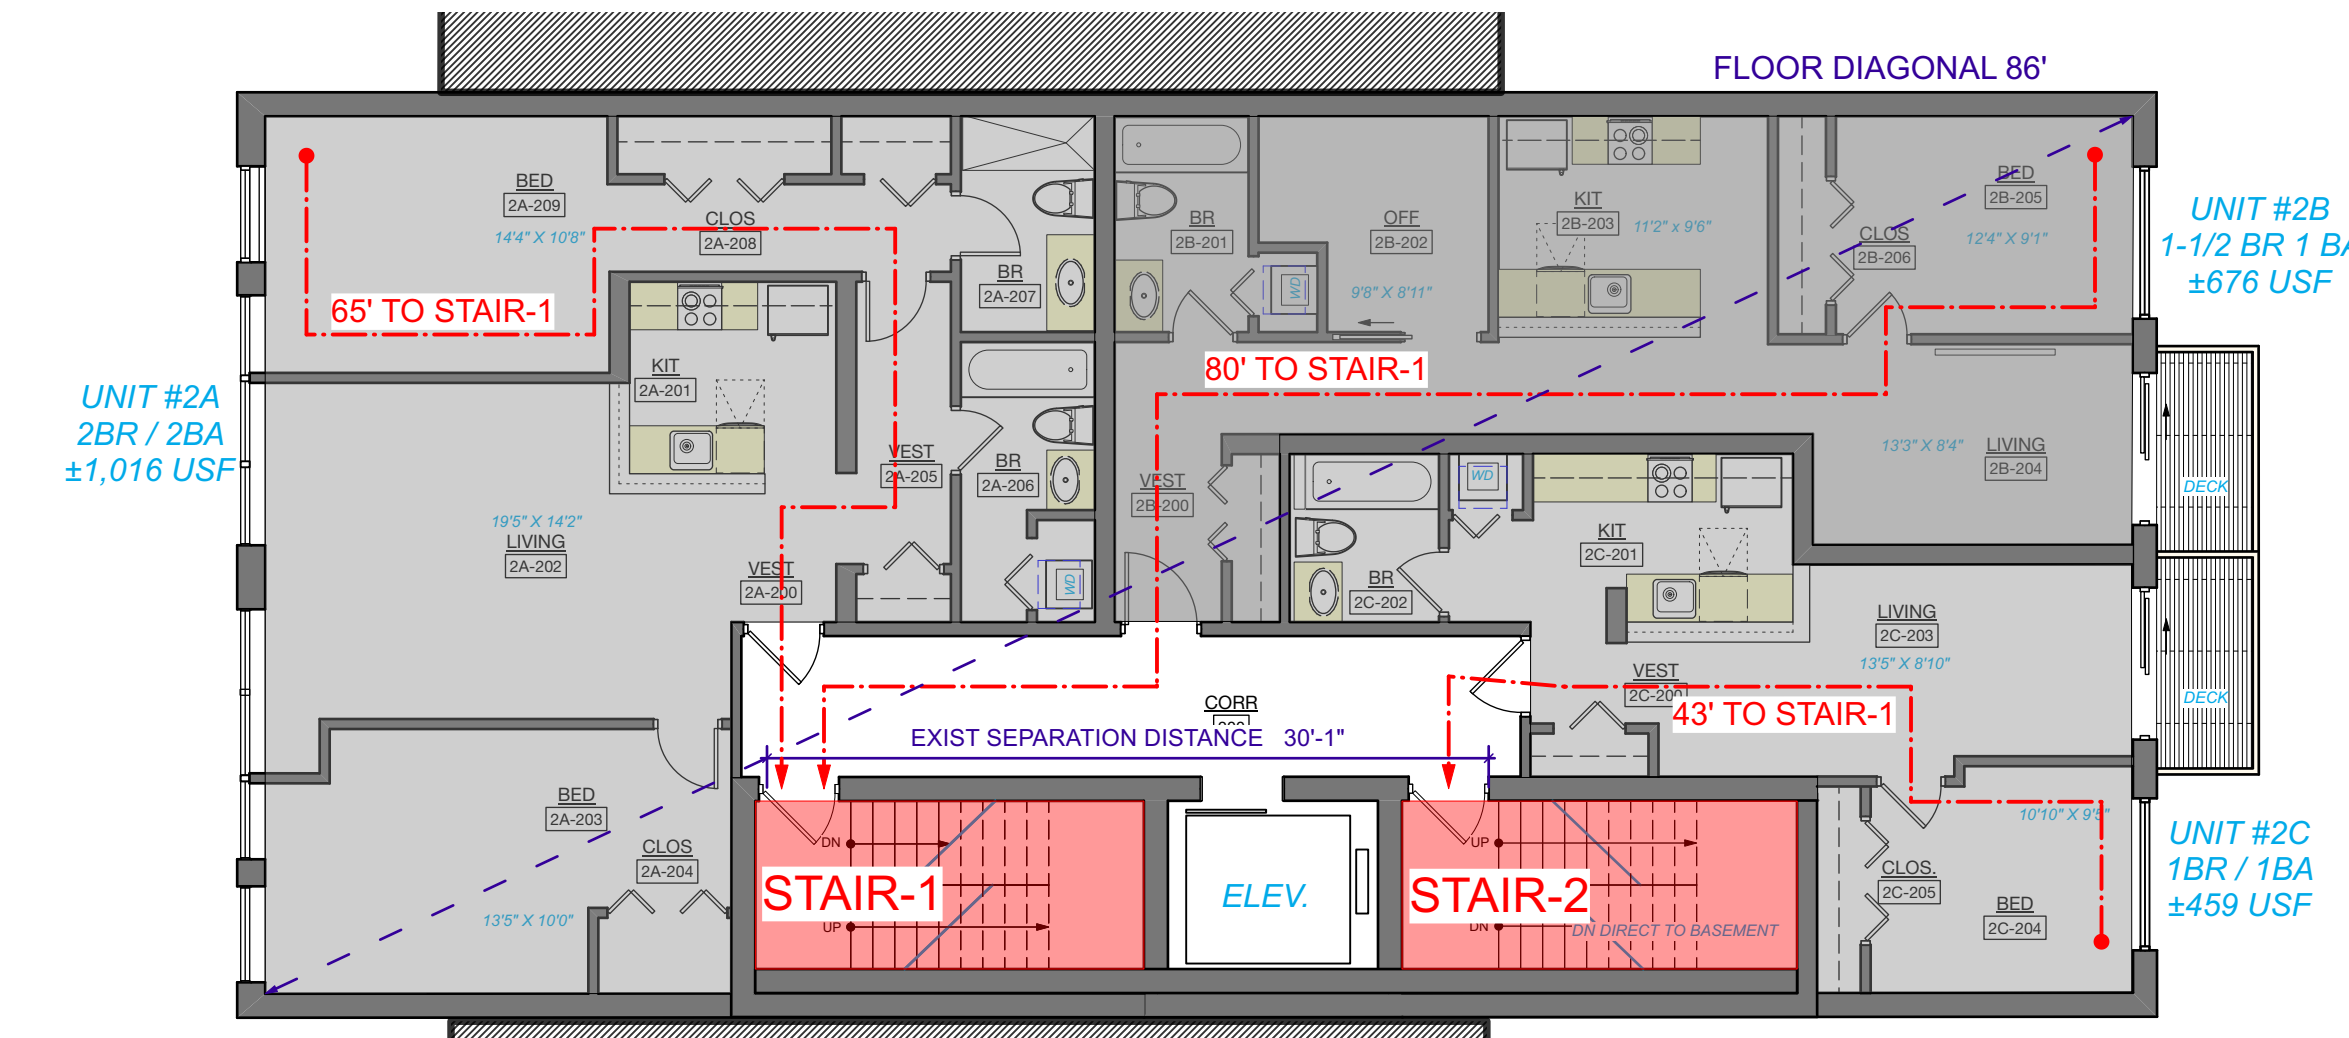 FLOOR DIAGONAL 86'
UNIT #2A
2BR / 2BA
±1,016 USF
BED
2A-209
14'4" X 10'8"
CLOS
2A-208
BR
2A-207
65' TO STAIR-1
KIT
2A-201
VEST
2A-205
BR
2A-206
19'5" X 14'2"
LIVING
2A-202
VEST
2A-200
WD
BED
2A-203
13'5" X 10'0"
CLOS
2A-204
BR
2B-201
WD
OFF
2B-202
9'8" X 8'11"
KIT
2B-203
11'2" x 9'6"
CLOS
2B-206
BED
2B-205
12'4" X 9'1"
UNIT #2B
1-1/2 BR 1 BA
±676 USF
80' TO STAIR-1
VEST
2B-200
13'3" X 8'4"
LIVING
2B-204
DECK
WD
KIT
2C-201
BR
2C-202
LIVING
2C-203
13'5" X 8'10"
VEST
2C-200
DECK
43' TO STAIR-1
CORR
EXIST SEPARATION DISTANCE 30'-1"
10'10" X 9'5"
CLOS.
2C-205
BED
2C-204
UNIT #2C
1BR / 1BA
±459 USF
DN
STAIR-1
UP
ELEV.
UP
STAIR-2
DN
DN DIRECT TO BASEMENT